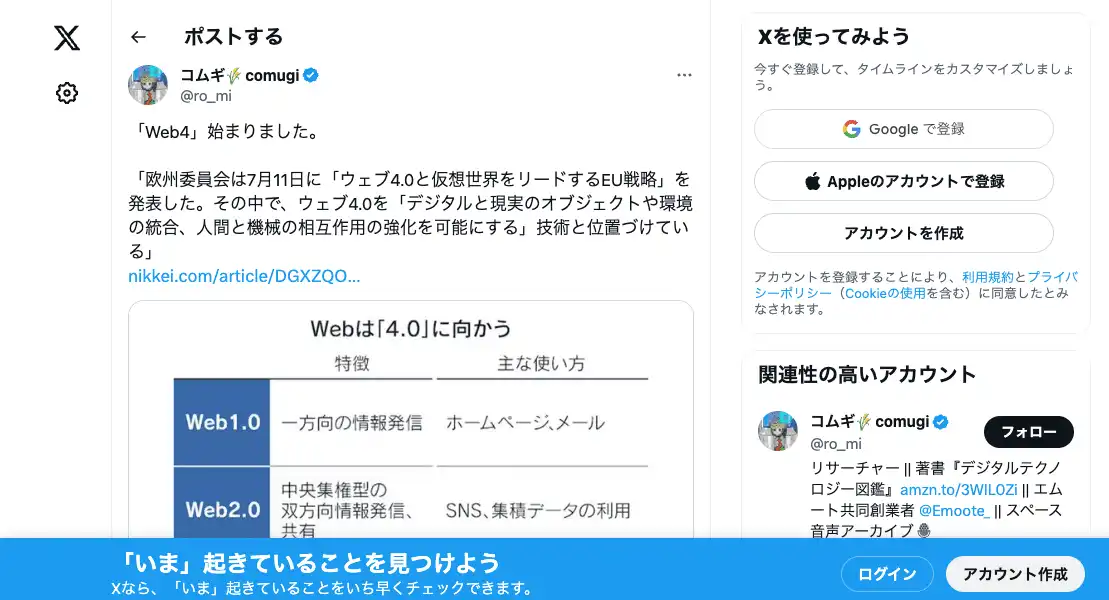 ポストする
コムギ🌾 comugi
@ro_mi
「Web4」始まりました。
「欧州委員会は7月11日に「ウェブ4.0と仮想世界をリードするEU戦略」を
発表した。その中で、ウェブ4.0を「デジタルと現実のオブジェクトや環境
の統合、人間と機械の相互作用の強化を可能にする」技術と位置づけてい
る」
nikkei.com/article/DGXZQO…
Webは「4.0」に向かう
特徴
主な使い方
Web1.0
一方向の情報発信
ホームページ、メール
Web2.0
中央集権型の
双方向情報発信、
共有
SNS、集積データの利用
Xを使ってみよう
今すぐ登録して、タイムラインをカスタマイズしましょ
う。
Google で登録
Appleのアカウントで登録
アカウントを作成
アカウントを登録することにより、利用規約とプライバ
シーポリシー（Cookieの使用を含む）に同意したとみ
なされます。
関連性の高いアカウント
コムギ🌾 comugi
@ro_mi
フォロー
リサーチャー || 著書『デジタルテクノ
ロジー図鑑』amzn.to/3WIL0Zi || エム
ート共同創業者 @Emoote_ || スペース
音声アーカイブ🎙
「いま」起きていることを見つけよう
Xなら、「いま」起きていることをいち早くチェックできます。
ログイン
アカウント作成